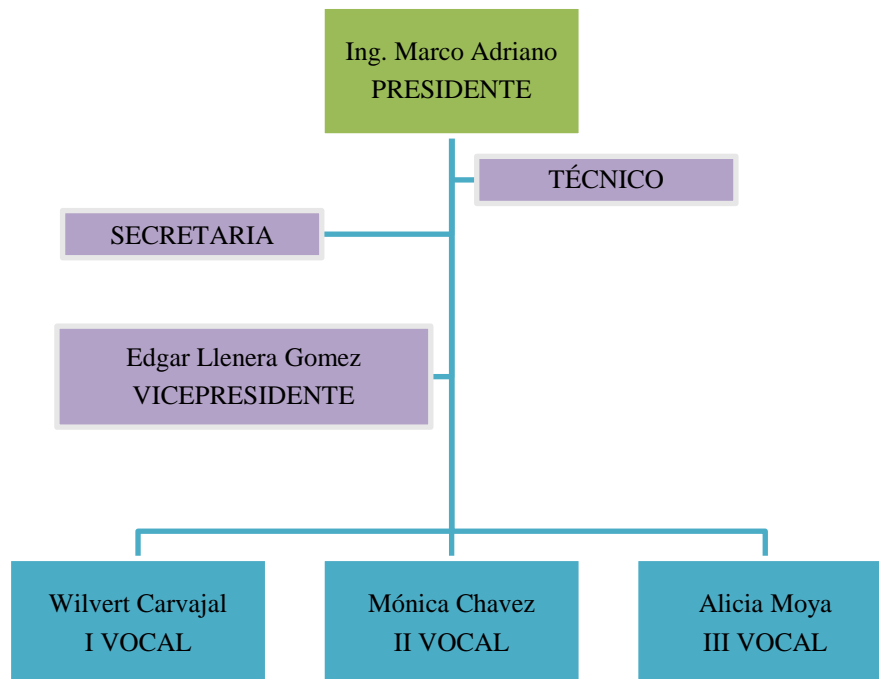 Ing. Marco Adriano
PRESIDENTE
TÉCNICO
SECRETARIA
Edgar Llenera Gomez
VICEPRESIDENTE
Wilvert Carvajal
I VOCAL
Mónica Chavez
II VOCAL
Alicia Moya
III VOCAL